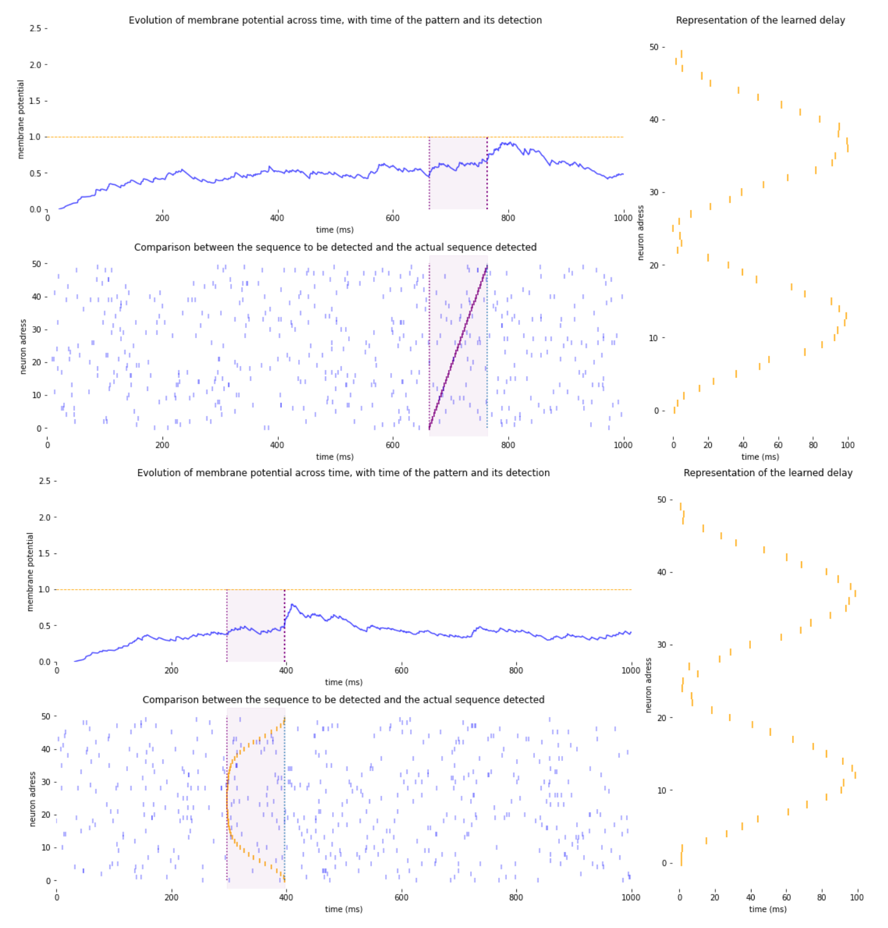 Evolution of membrane potential across time, with time of the pattern and its detection
2.5
2.0
1.5
1.0
0.5
0.0
membrane potential
0 200 400 600 800 1000
time (ms)
Representation of the learned delay
50
40
30
20
10
0
neuron adress
0 20 40 60 80 100
time (ms)
Comparison between the sequence to be detected and the actual sequence detected
50
40
30
20
10
0
neuron adress
0 200 400 600 800 1000
time (ms)
Evolution of membrane potential across time, with time of the pattern and its detection
2.5
2.0
1.5
1.0
0.5
0.0
membrane potential
0 200 400 600 800 1000
time (ms)
Representation of the learned delay
50
40
30
20
10
0
neuron adress
0 20 40 60 80 100
time (ms)
Comparison between the sequence to be detected and the actual sequence detected
50
40
30
20
10
0
neuron adress
0 200 400 600 800 1000
time (ms)